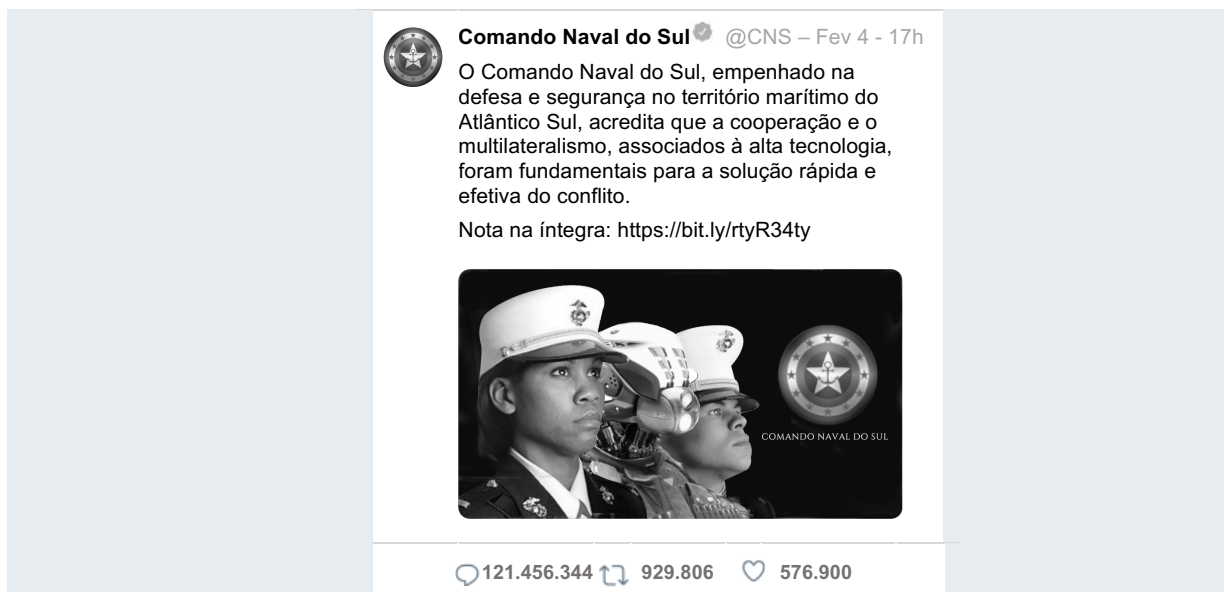 Comando Naval do Sul @CNS – Fev 4 - 17h
O Comando Naval do Sul, empenhado na
defesa e segurança no território marítimo do
Atlântico Sul, acredita que a cooperação e o
multilateralismo, associados à alta tecnologia,
foram fundamentais para a solução rápida e
efetiva do conflito.
Nota na íntegra: https://bit.ly/rtyR34ty
COMANDO NAVAL DO SUL
121.456.344 929.806 576.900